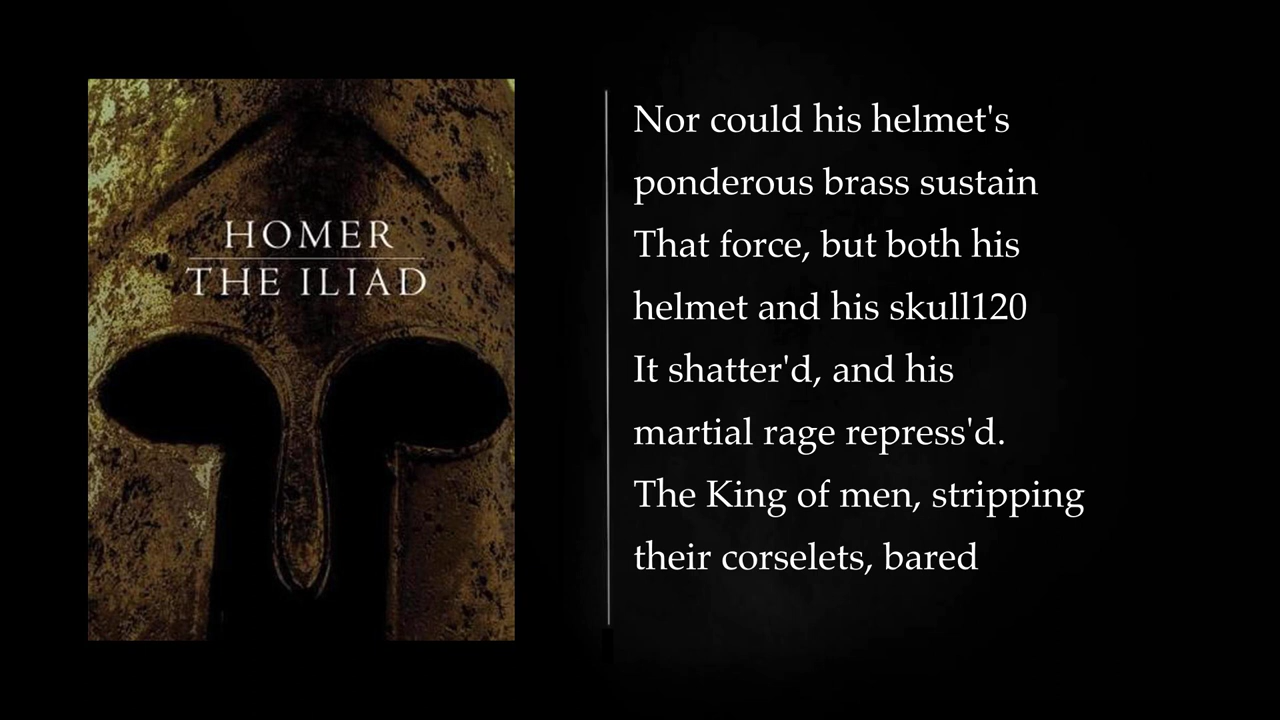 HOMER
THE ILIAD
Nor could his helmet's
ponderous brass sustain
That force, but both his
helmet and his skull120
It shatter'd, and his
martial rage repress'd.
The King of men, stripping
their corselets, bared